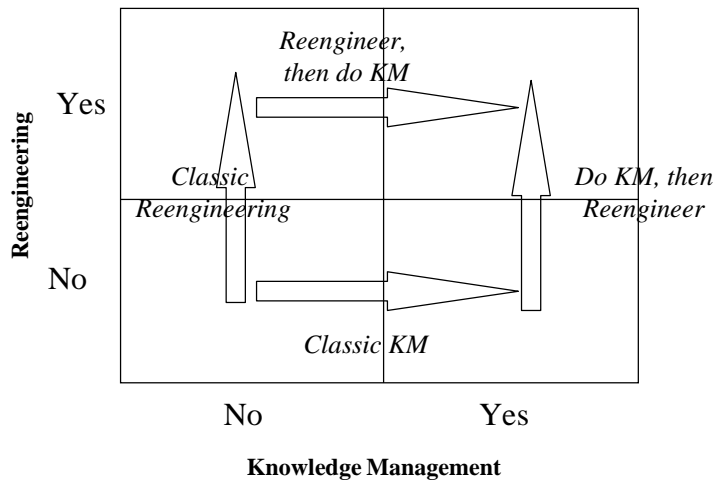 Reengineer,
then do KM
Yes
Reengineering
Classic
Reengineering
Do KM, then
Reengineer
No
Classic KM
No
Yes
Knowledge Management